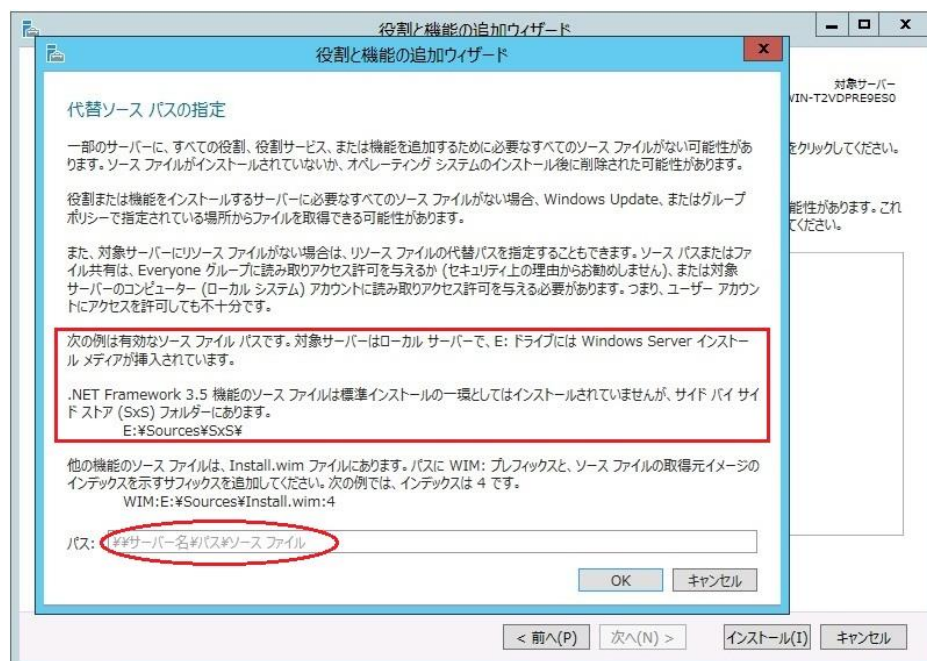 役割と機能の追加ウィザード
役割と機能の追加ウィザード
対象サーバー
WIN-T2VDPRE9ES0
代替ソース パスの指定
一部のサーバーに、すべての役割、役割サービス、または機能を追加するために必要なすべてのソース ファイルがない可能性があ
ります。ソース ファイルがインストールされていないか、オペレーティング システムのインストール後に削除された可能性があります。
をクリックしてください。
役割または機能をインストールするサーバーに必要なすべてのソース ファイルがない場合、Windows Update、またはグループ
ポリシーで指定されている場所からファイルを取得できる可能性があります。
能性があります。これ
てください。
また、対象サーバーにリソース ファイルがない場合は、リソース ファイルの代替パスを指定することもできます。ソース パスまたはファ
イル共有は、Everyone グループに読み取りアクセス許可を与えるか (セキュリティ上の理由からお勧めしません)、または対象
サーバーのコンピューター (ローカル システム) アカウントに読み取りアクセス許可を与える必要があります。つまり、ユーザー アカウン
トにアクセスを許可しても不十分です。
次の例は有効なソース ファイル パスです。対象サーバーはローカル サーバーで、E: ドライブには Windows Server インストー
ル メディアが挿入されています。
.NET Framework 3.5 機能のソース ファイルは標準インストールの一環としてはインストールされていませんが、サイド バイ サイ
ド ストア (SxS) フォルダーにあります。
E:¥Sources¥SxS¥
他の機能のソース ファイルは、Install.wim ファイルにあります。パスに WIM: プレフィックスと、ソース ファイルの取得元イメージの
インデックスを示すサフィックスを追加してください。次の例では、インデックスは 4 です。
WIM:E:¥Sources¥Install.wim:4
パス: ¥¥サーバー名¥パス¥ソース ファイル
OK キャンセル
< 前へ(P) 次へ(N) > インストール(I) キャンセル